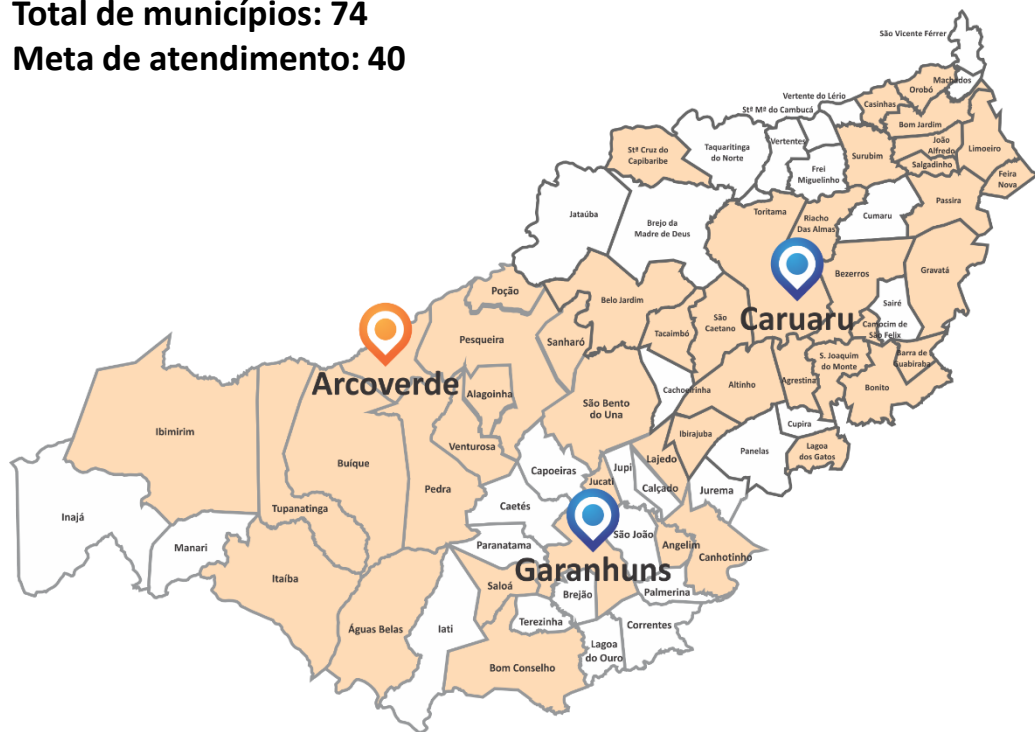 Total de municípios: 74
Meta de atendimento: 40
São Vicente Férrer
Machados
Orobó
Vertente do Lério
Casinhas
Stª Mª do Cambucá
Bom Jardim
Vertentes
João
Alfredo
Limoeiro
Stª Cruz do
Capibaribe
Taquaritinga
do Norte
Surubim
Salgadinho
Frei
Miguelinho
Feira
Nova
Passira
Toritama
Riacho
Das Almas
Cumaru
Jataúba
Brejo da
Madre de Deus
Bezerros
Gravatá
Poção
Belo Jardim
Sairé
São
Caetano
Caruaru
Camocim de
São Felix
Tacaimbó
Pesqueira
Sanharó
Barra de
Guabiraba
S. Joaquim
do Monte
Arcoverde
Alagoinha
Cachoeirinha
Altinho
Agrestina
Bonito
São Bento
do Una
Cupira
Ibimirim
Venturosa
Ibirajuba
Lagoa
dos Gatos
Panelas
Buíque
Capoeiras
Jupi
Lajedo
Pedra
Jucati
Calçado
Jurema
Inajá
Tupanatinga
Caetés
São João
Manari
Paranatama
Angelim
Canhotinho
Garanhuns
Itaíba
Saloá
Brejão
Palmerina
Águas Belas
Iati
Terezinha
Correntes
Lagoa
do Ouro
Bom Conselho